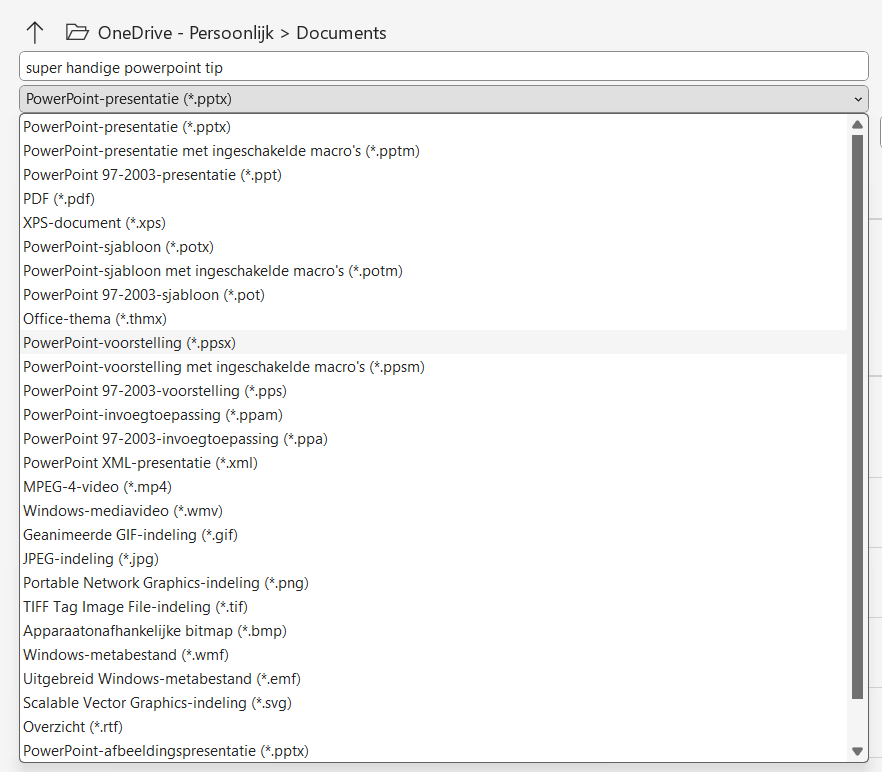 OneDrive - Persoonlijk > Documents
super handige powerpoint tip
PowerPoint-presentatie (*.pptx)
PowerPoint-presentatie (*.pptx)
PowerPoint-presentatie met ingeschakelde macro's (*.pptm)
PowerPoint 97-2003-presentatie (*.ppt)
PDF (*.pdf)
XPS-document (*.xps)
PowerPoint-sjabloon (*.potx)
PowerPoint-sjabloon met ingeschakelde macro's (*.potm)
PowerPoint 97-2003-sjabloon (*.pot)
Office-thema (*.thmx)
PowerPoint-voorstelling (*.ppsx)
PowerPoint-voorstelling met ingeschakelde macro's (*.ppsm)
PowerPoint 97-2003-voorstelling (*.pps)
PowerPoint-invoegtoepassing (*.ppam)
PowerPoint 97-2003-invoegtoepassing (*.ppa)
PowerPoint XML-presentatie (*.xml)
MPEG-4-video (*.mp4)
Windows-mediavideo (*.wmv)
Geanimeerde GIF-indeling (*.gif)
JPEG-indeling (*.jpg)
Portable Network Graphics-indeling (*.png)
TIFF Tag Image File-indeling (*.tif)
Apparaatonafhankelijke bitmap (*.bmp)
Windows-metabestand (*.wmf)
Uitgebreid Windows-metabestand (*.emf)
Scalable Vector Graphics-indeling (*.svg)
Overzicht (*.rtf)
PowerPoint-afbeeldingspresentatie (*.pptx)